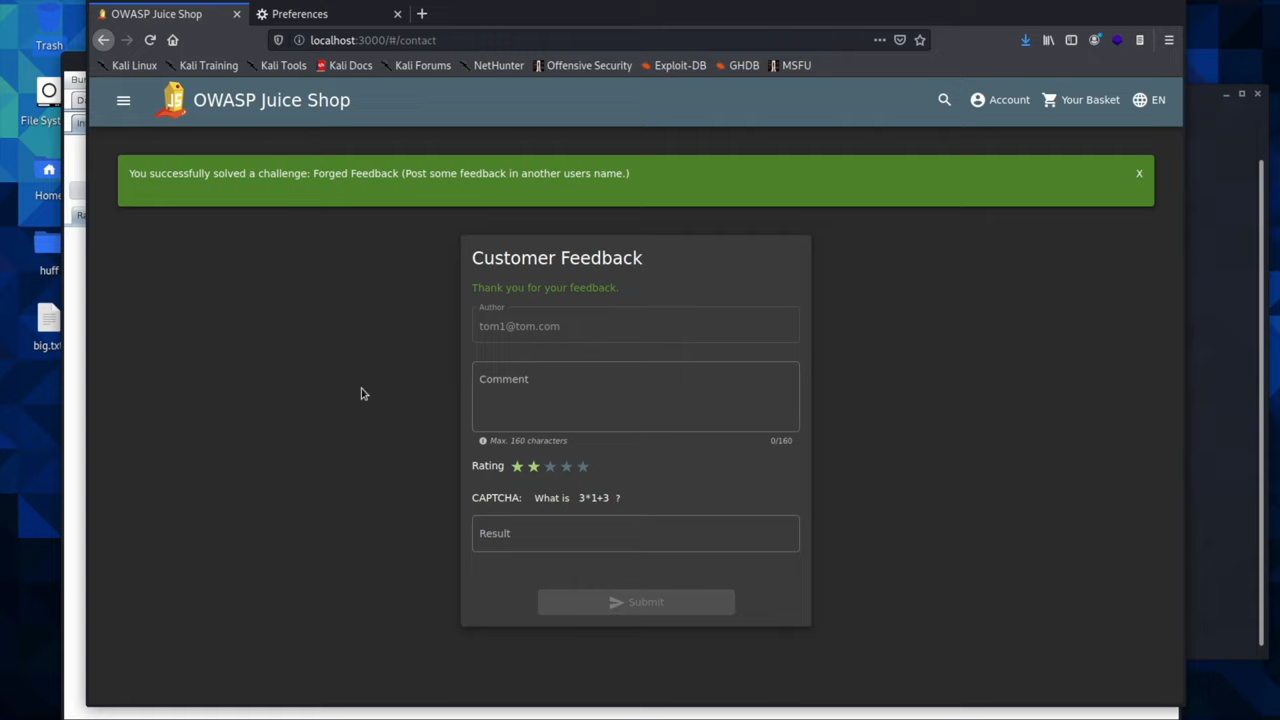 OWASP Juice Shop
Preferences
localhost:3000/#/contact
Kali Linux Kali Training Kali Tools Kali Docs Kali Forums NetHunter Offensive Security Exploit-DB GHDB MSFU
JS OWASP Juice Shop Account Your Basket EN
You successfully solved a challenge: Forged Feedback (Post some feedback in another users name.) X
Customer Feedback
Thank you for your feedback.
Author
tom1@tom.com
Comment
Max. 160 characters 0/160
Rating
CAPTCHA: What is 3*1+3 ?
Result
Submit
Trash
File Syst
Home
huff
big.txt